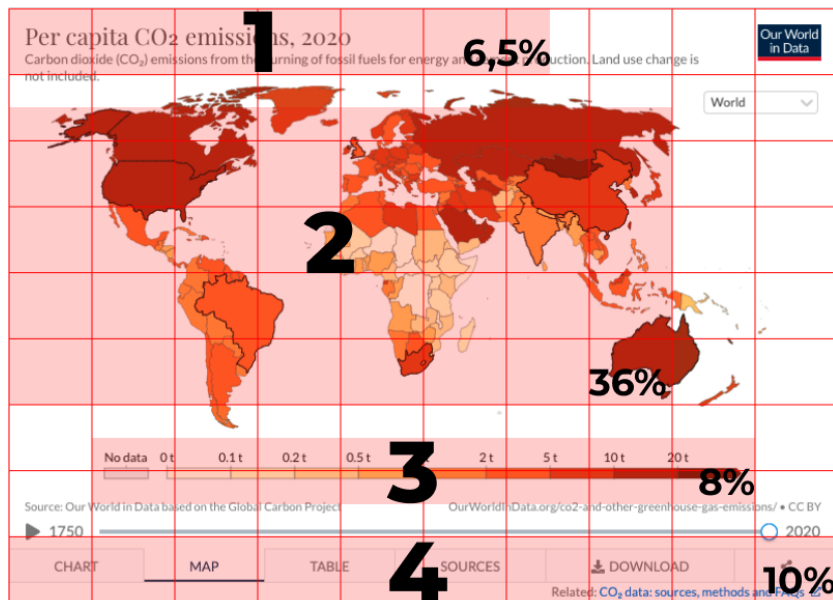 1
Per capita CO₂ emissions, 2020
6,5%
Our World
in Data
Carbon dioxide (CO₂) emissions from the burning of fossil fuels for energy and production. Land use change is
not included.
World
2
36%
3
No data 0 t 0.1 t 0.2 t 0.5 t 2 t 5 t 10 t 20 t
8%
Source: Our World in Data based on the Global Carbon Project
OurWorldInData.org/co2-and-other-greenhouse-gas-emissions/ • CC BY
1750
2020
CHART MAP TABLE SOURCES DOWNLOAD
4
10%
Related: CO₂ data: sources, methods and FAQs